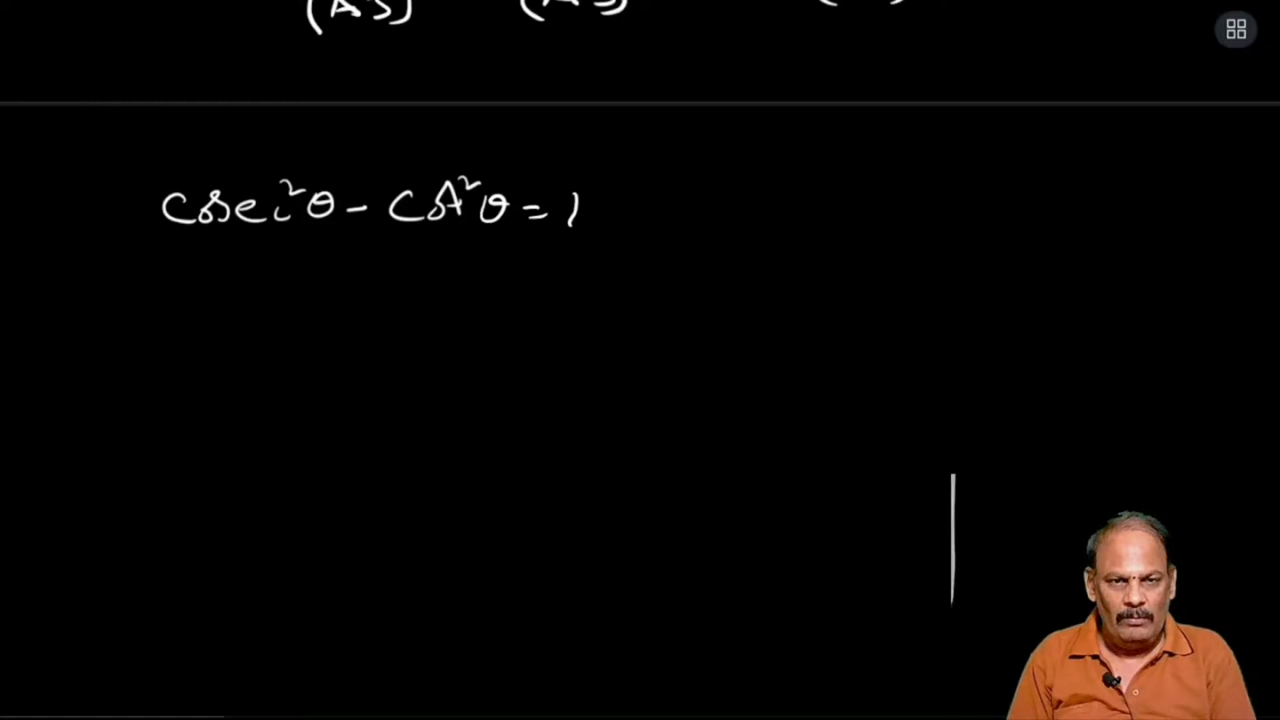 cosec²θ - cot²θ = 1